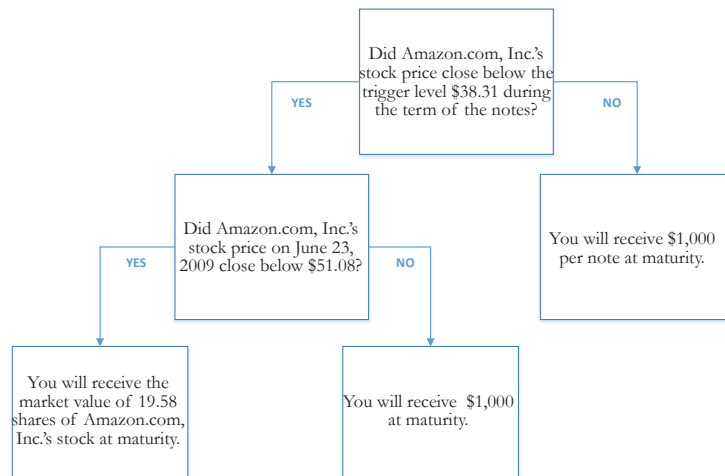 Did Amazon.com, Inc.'s
stock price close below the
trigger level $38.31 during
the term of the notes?
YES
NO
Did Amazon.com, Inc.'s
stock price on June 23,
2009 close below $51.08?
You will receive $1,000
per note at maturity.
YES
NO
You will receive the
market value of 19.58
shares of Amazon.com,
Inc.'s stock at maturity.
You will receive $1,000
at maturity.